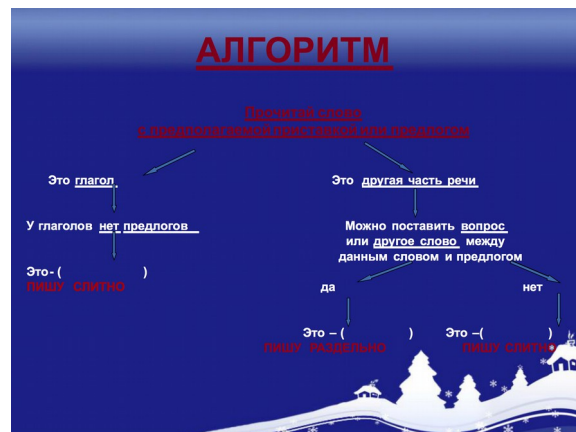 АЛГОРИТМ
Прочитай слово
с предполагаемой приставкой или предлогом
Это глагол
Это другая часть речи
У глаголов нет предлогов
Можно поставить вопрос
или другое слово между
данным словом и предлогом
Это- ( )
ПИШУ СЛИТНО
да
нет
Это – ( )
Это –( )
ПИШУ РАЗДЕЛЬНО
ПИШУ СЛИТНО